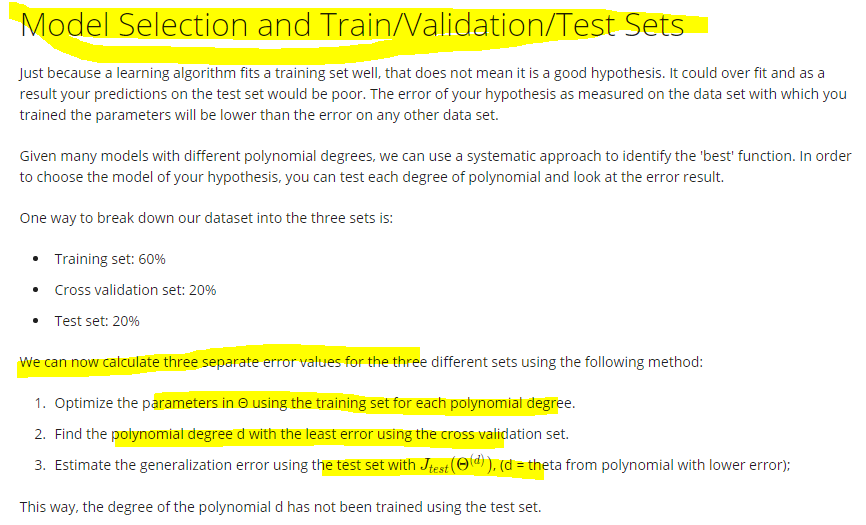 Model Selection and Train/Validation/Test Sets
Just because a learning algorithm fits a training set well, that does not mean it is a good hypothesis. It could over fit and as a
result your predictions on the test set would be poor. The error of your hypothesis as measured on the data set with which you
trained the parameters will be lower than the error on any other data set.
Given many models with different polynomial degrees, we can use a systematic approach to identify the 'best' function. In order
to choose the model of your hypothesis, you can test each degree of polynomial and look at the error result.
One way to break down our dataset into the three sets is:
• Training set: 60%
• Cross validation set: 20%
• Test set: 20%
We can now calculate three separate error values for the three different sets using the following method:
1. Optimize the parameters in Θ using the training set for each polynomial degree.
2. Find the polynomial degree d with the least error using the cross validation set.
3. Estimate the generalization error using the test set with J_test(Θ^(d)), (d = theta from polynomial with lower error);
This way, the degree of the polynomial d has not been trained using the test set.